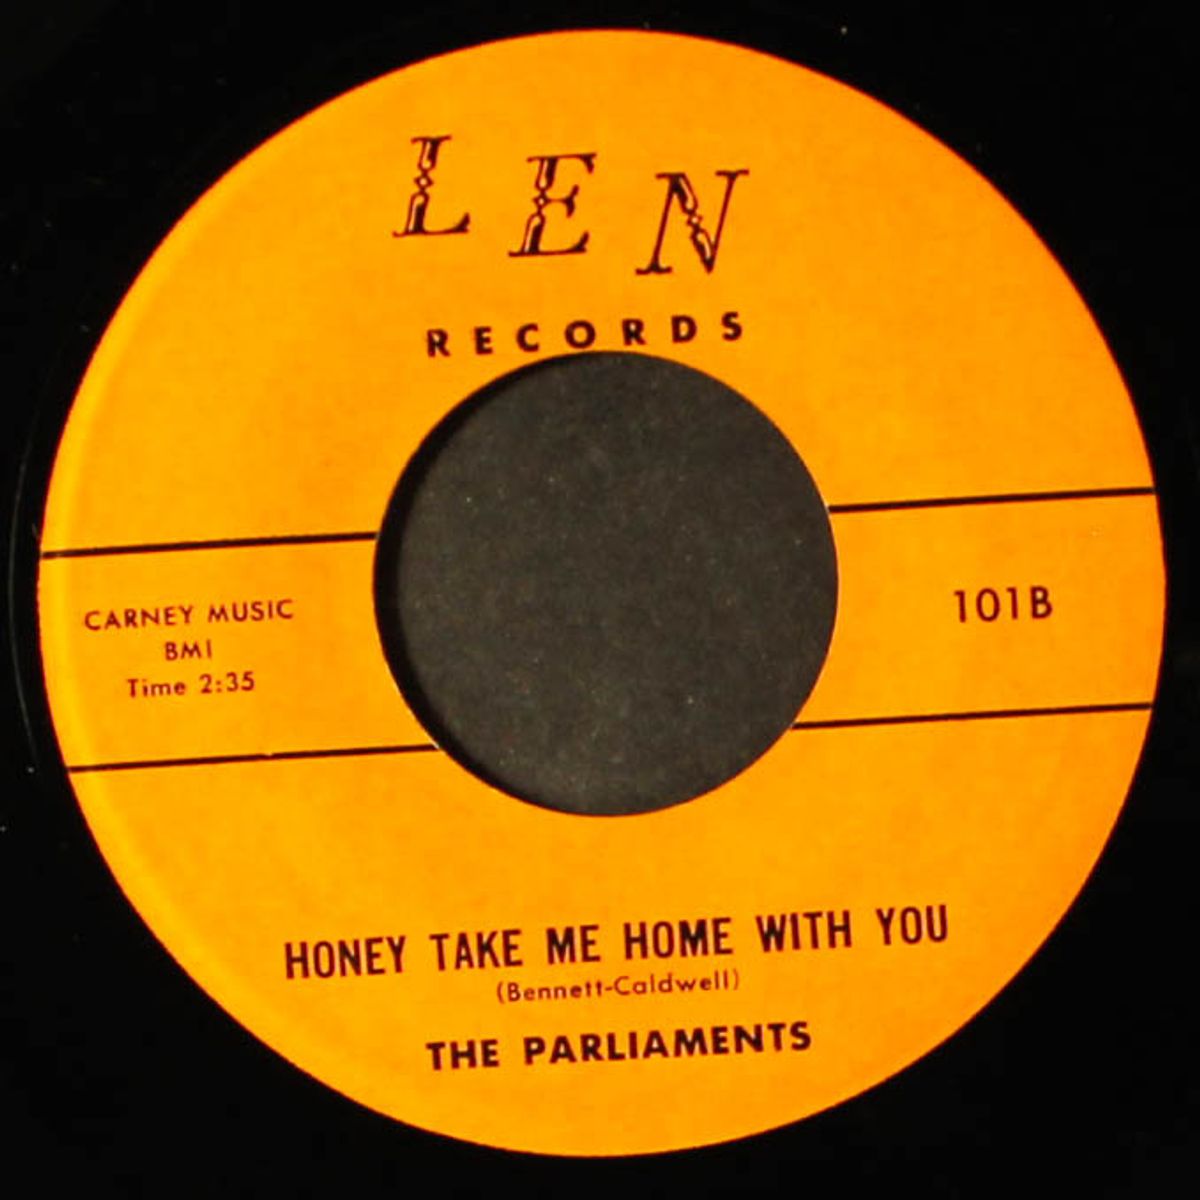 LEN
RECORDS
CARNEY MUSIC
BMI
Time 2:35
101B
HONEY TAKE ME HOME WITH YOU
(Bennett-Caldwell)
THE PARLIAMENTS